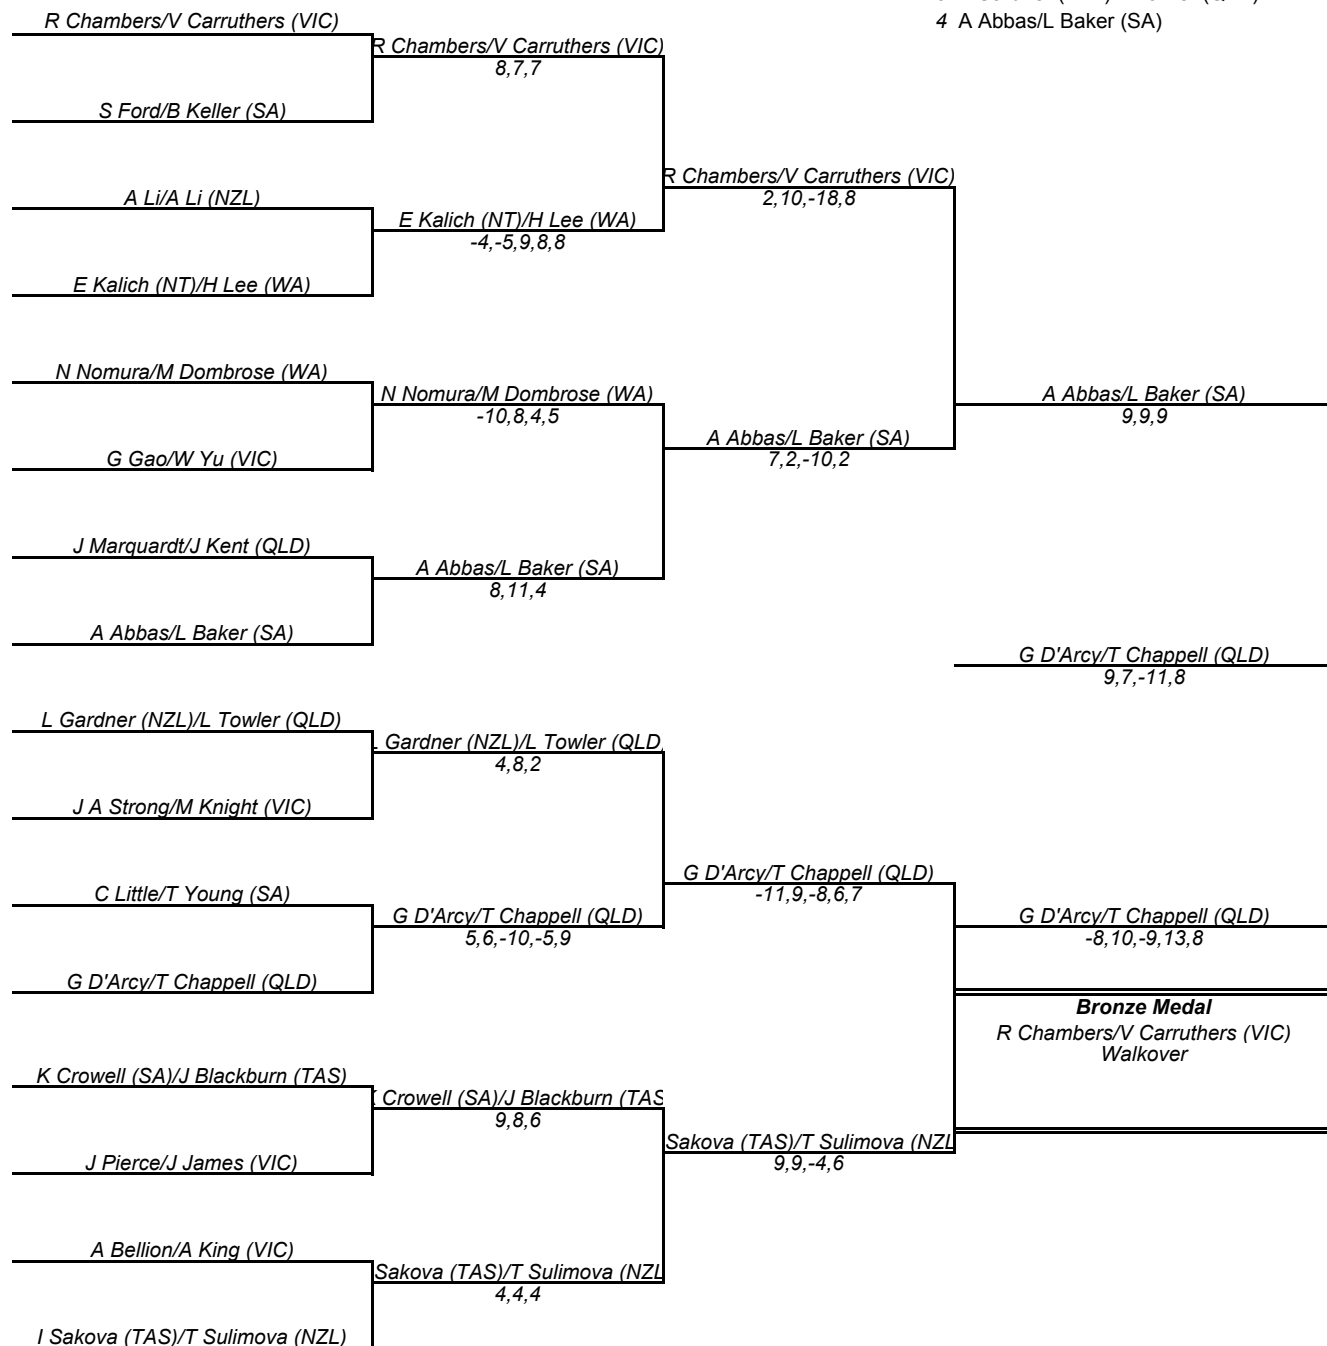 4 A Abbas/L Baker (SA)
R Chambers/V Carruthers (VIC)
R Chambers/V Carruthers (VIC)
8,7,7
S Ford/B Keller (SA)
R Chambers/V Carruthers (VIC)
2,10,-18,8
A Li/A Li (NZL)
E Kalich (NT)/H Lee (WA)
-4,-5,9,8,8
E Kalich (NT)/H Lee (WA)
N Nomura/M Dombrose (WA)
N Nomura/M Dombrose (WA)
-10,8,4,5
A Abbas/L Baker (SA)
9,9,9
G Gao/W Yu (VIC)
A Abbas/L Baker (SA)
7,2,-10,2
J Marquardt/J Kent (QLD)
A Abbas/L Baker (SA)
8,11,4
A Abbas/L Baker (SA)
G D'Arcy/T Chappell (QLD)
9,7,-11,8
L Gardner (NZL)/L Towler (QLD)
L Gardner (NZL)/L Towler (QLD)
4,8,2
J A Strong/M Knight (VIC)
G D'Arcy/T Chappell (QLD)
-11,9,-8,6,7
C Little/T Young (SA)
G D'Arcy/T Chappell (QLD)
5,6,-10,-5,9
G D'Arcy/T Chappell (QLD)
-8,10,-9,13,8
G D'Arcy/T Chappell (QLD)
Bronze Medal
R Chambers/V Carruthers (VIC)
Walkover
K Crowell (SA)/J Blackburn (TAS)
K Crowell (SA)/J Blackburn (TAS
9,8,6
J Pierce/J James (VIC)
Sakova (TAS)/T Sulimova (NZL
9,9,-4,6
A Bellion/A King (VIC)
Sakova (TAS)/T Sulimova (NZL
4,4,4
I Sakova (TAS)/T Sulimova (NZL)